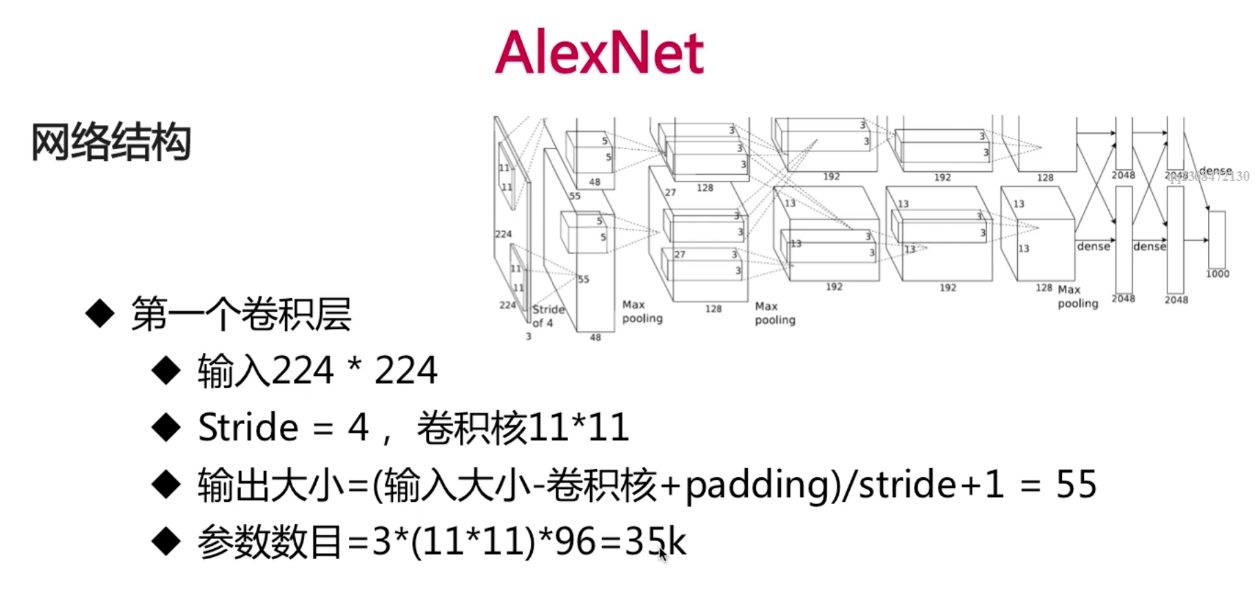 AlexNet
网络结构
5
5
48
3
3
128
3
3
192
3
3
192
128
2048
2048
dense
11
11
224
55
5
5
27
3
3
27
3
3
128
13
13
3
3
192
13
13
3
3
192
13
13
128
dense
dense
1000
2048
2048
11
11
224
3
Stride
of 4
55
48
Max
pooling
Max
pooling
Max
pooling
◆ 第一个卷积层
◆ 输入224 * 224
◆ Stride = 4 ，卷积核11*11
◆ 输出大小=(输入大小-卷积核+padding)/stride+1 = 55
◆ 参数数目=3*(11*11)*96=35k